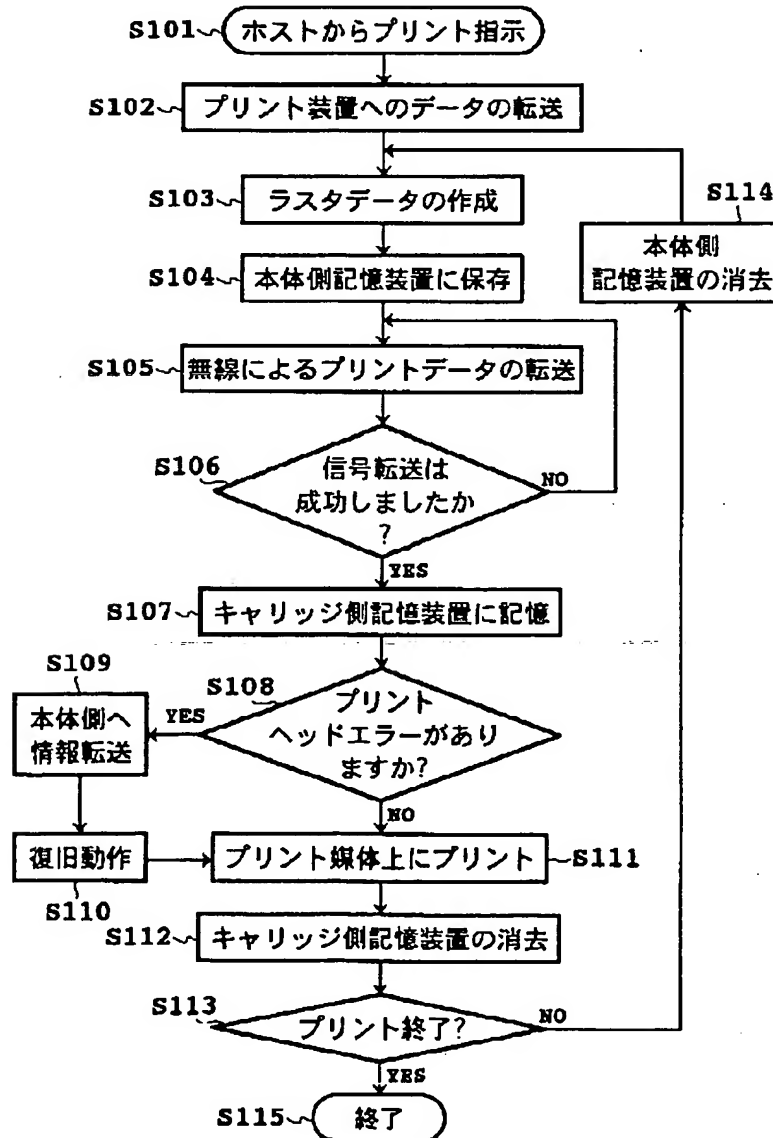 S101 ホストからプリント指示
S102 プリント装置へのデータの転送
S103 ラスタデータの作成
S114
本体側
記憶装置の消去
S104 本体側記憶装置に保存
S105 無線によるプリントデータの転送
S106
信号転送は
成功しましたか
?
NO
YES
S107 キャリッジ側記憶装置に記憶
S109
本体側へ
情報転送
S108
プリント
ヘッドエラーがあり
ますか?
YES
NO
復旧動作
S110
プリント媒体上にプリント S111
S112 キャリッジ側記憶装置の消去
S113
プリント終了?
NO
YES
S115 終了